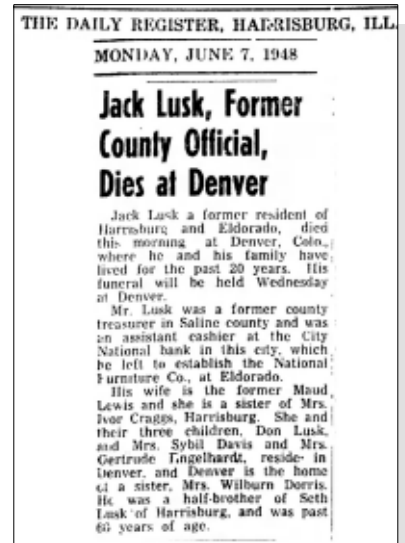 THE DAILY REGISTER, HARRISBURG, ILL.
MONDAY, JUNE 7, 1948
Jack Lusk, Former
County Official,
Dies at Denver
Jack Lusk a former resident of
Harrisburg and Eldorado, died
this morning at Denver, Colo.,
where he and his family have
lived for the past 20 years. His
funeral will be held Wednesday
at Denver.
Mr. Lusk was a former county
treasurer in Saline county and was
an assistant cashier at the City
National bank in this city, which
he left to establish the National
Furniture Co., at Eldorado.
His wife is the former Maud
Lewis and she is a sister of Mrs.
Ivor Craggs, Harrisburg. She and
their three children, Don Lusk,
and Mrs. Sybil Davis and Mrs.
Gertrude Engelhardt, reside in
Denver, and Denver is the home
of a sister, Mrs. Wilburn Dorris.
He was a half-brother of Seth
Lusk of Harrisburg, and was past
years of age.